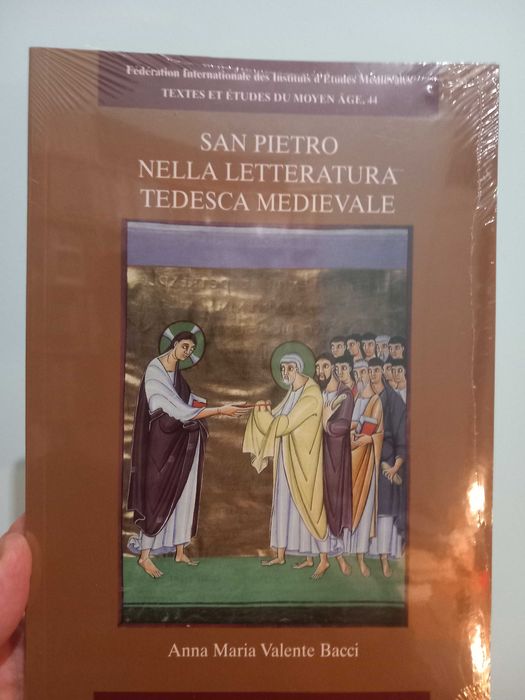 Fédération Internationale des Instituts d'Études Médiévales
TEXTES ET ÉTUDES DU MOYEN ÂGE, 44
SAN PIETRO
NELLA LETTERATURA
TEDESCA MEDIEVALE
Anna Maria Valente Bacci